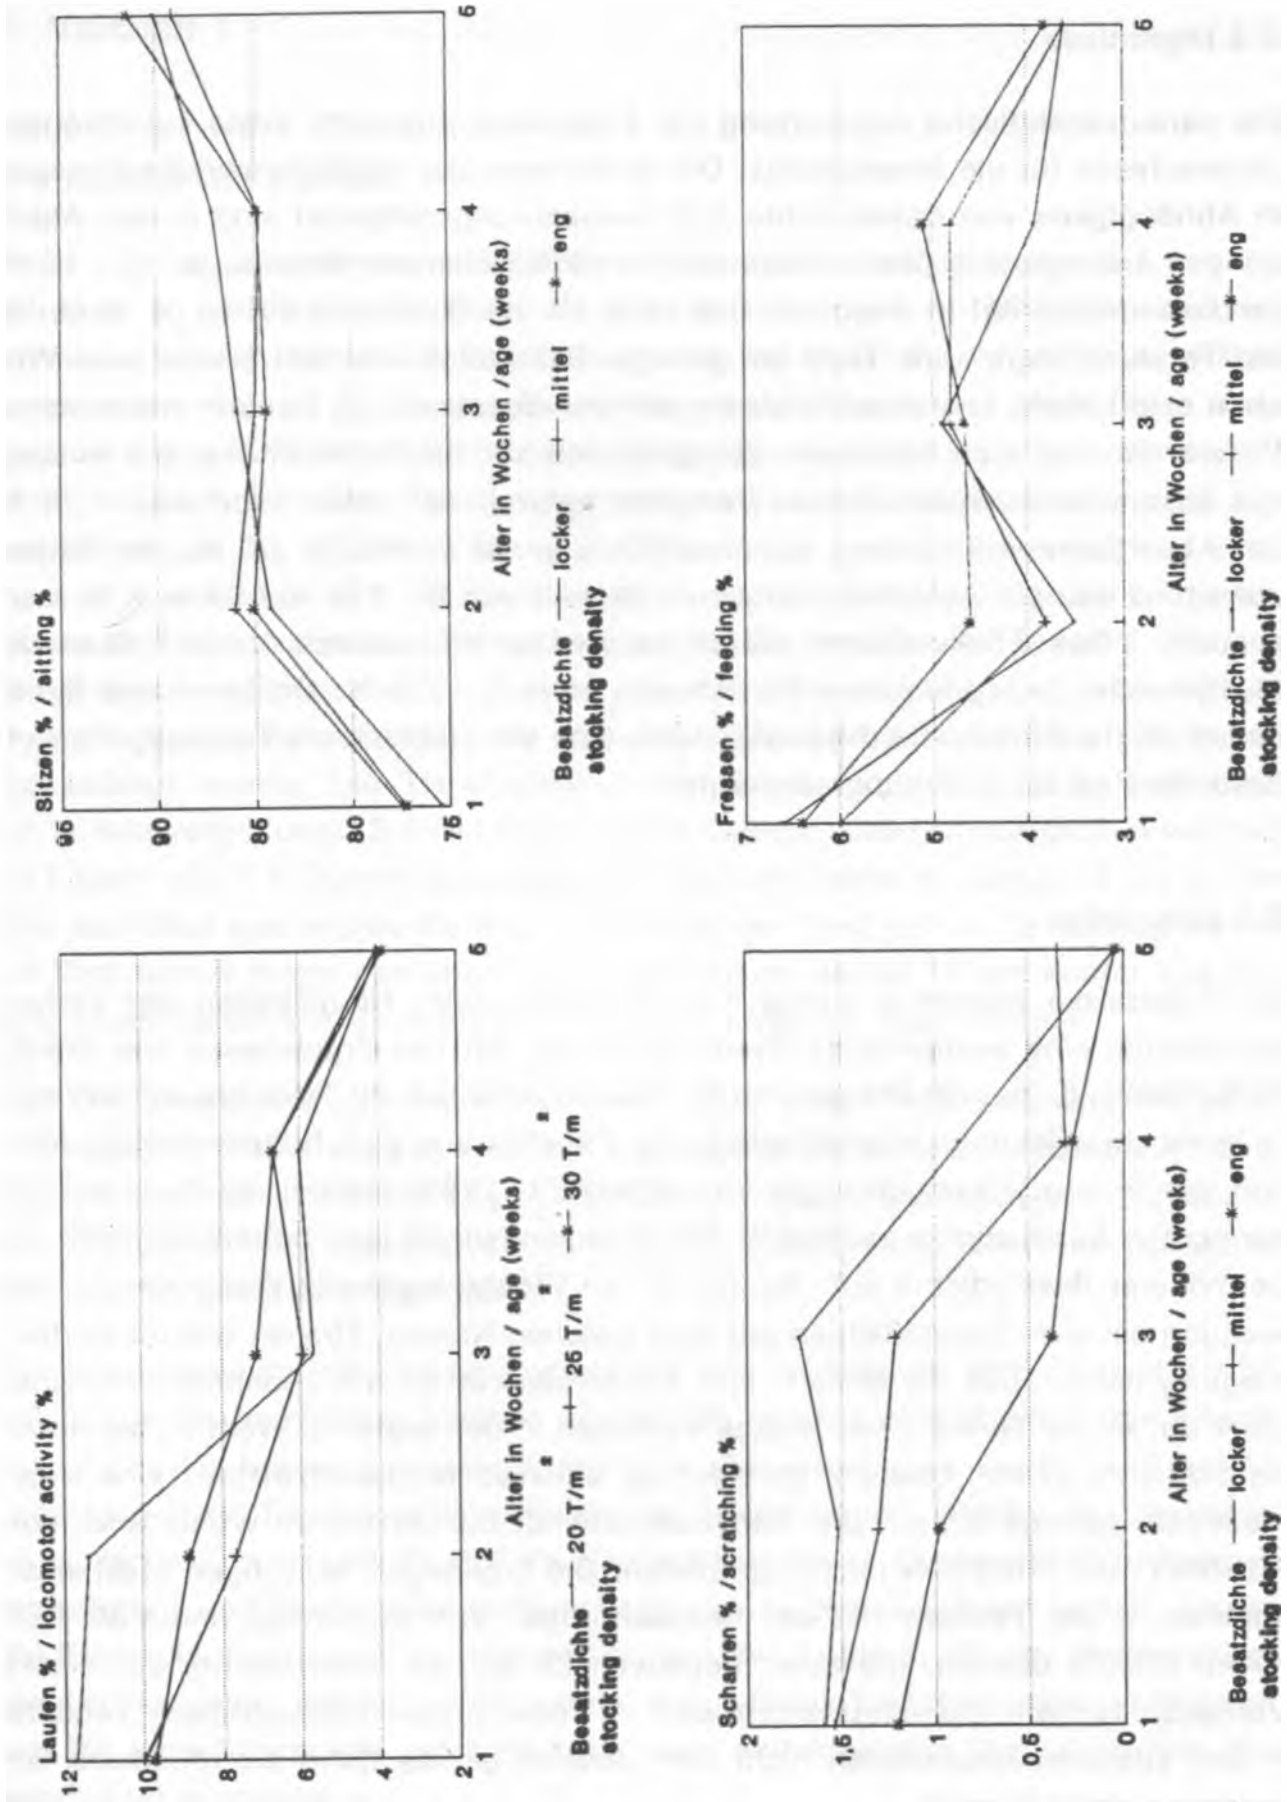 Laufen % / locomotor activity %
12
10
8
6
4
2
1 2 3 4 5
Alter in Wochen / age (weeks)
Besatzdichte 20 T/m² 25 T/m² 30 T/m²
stocking density
Sitzen % / sitting %
95
90
85
80
75
1 2 3 4 5
Alter in Wochen /age (weeks)
Besatzdichte locker mittel eng
stocking density
Scharren % /scratching %
2
1,5
1
0,5
0
1 2 3 4 5
Alter in Wochen / age (weeks)
Besatzdichte locker mittel eng
stocking density
Fressen % feeding %
7
6
5
4
3
1 2 3 4 5
Alter in Wochen / age (weeks)
Besatzdichte locker mittel eng
stocking density